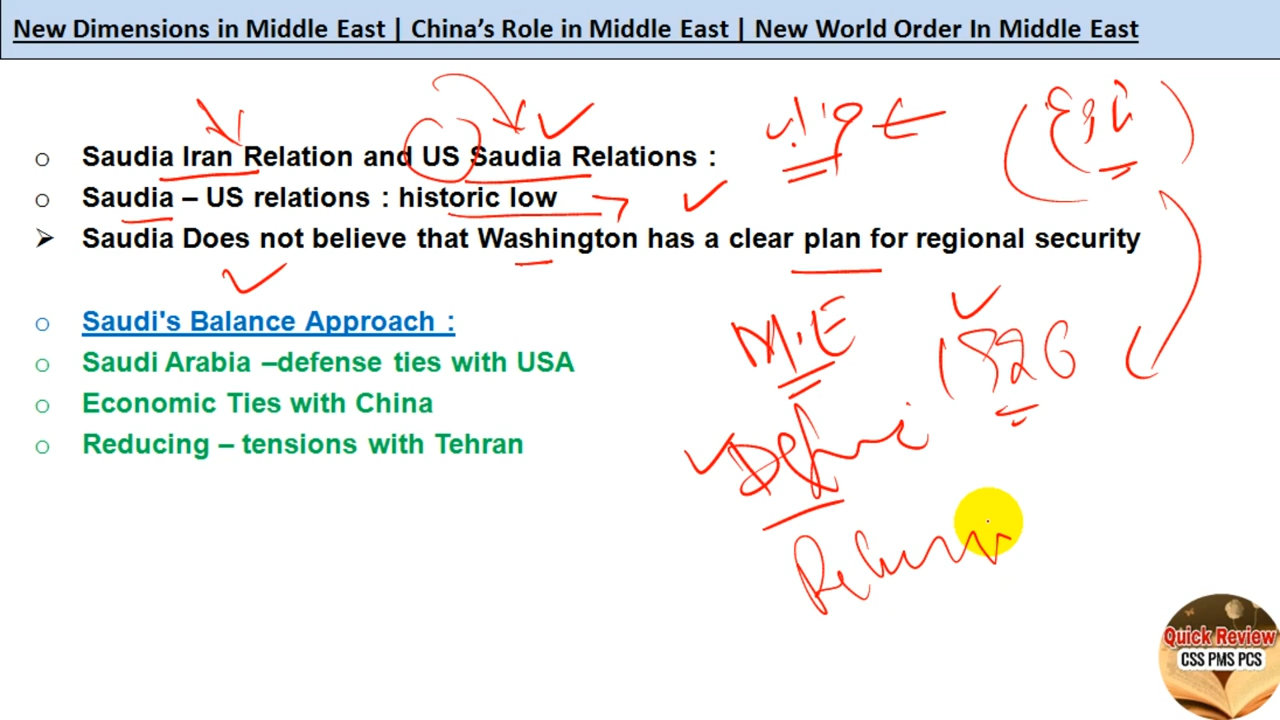 New Dimensions in Middle East | China’s Role in Middle East | New World Order In Middle East
Saudia Iran Relation and US Saudia Relations :
Saudia – US relations : historic low
Saudia Does not believe that Washington has a clear plan for regional security
M.E
Saudi's Balance Approach :
Saudi Arabia –defense ties with USA
Economic Ties with China
Reducing – tensions with Tehran
Quick Review
CSS PMS PCS